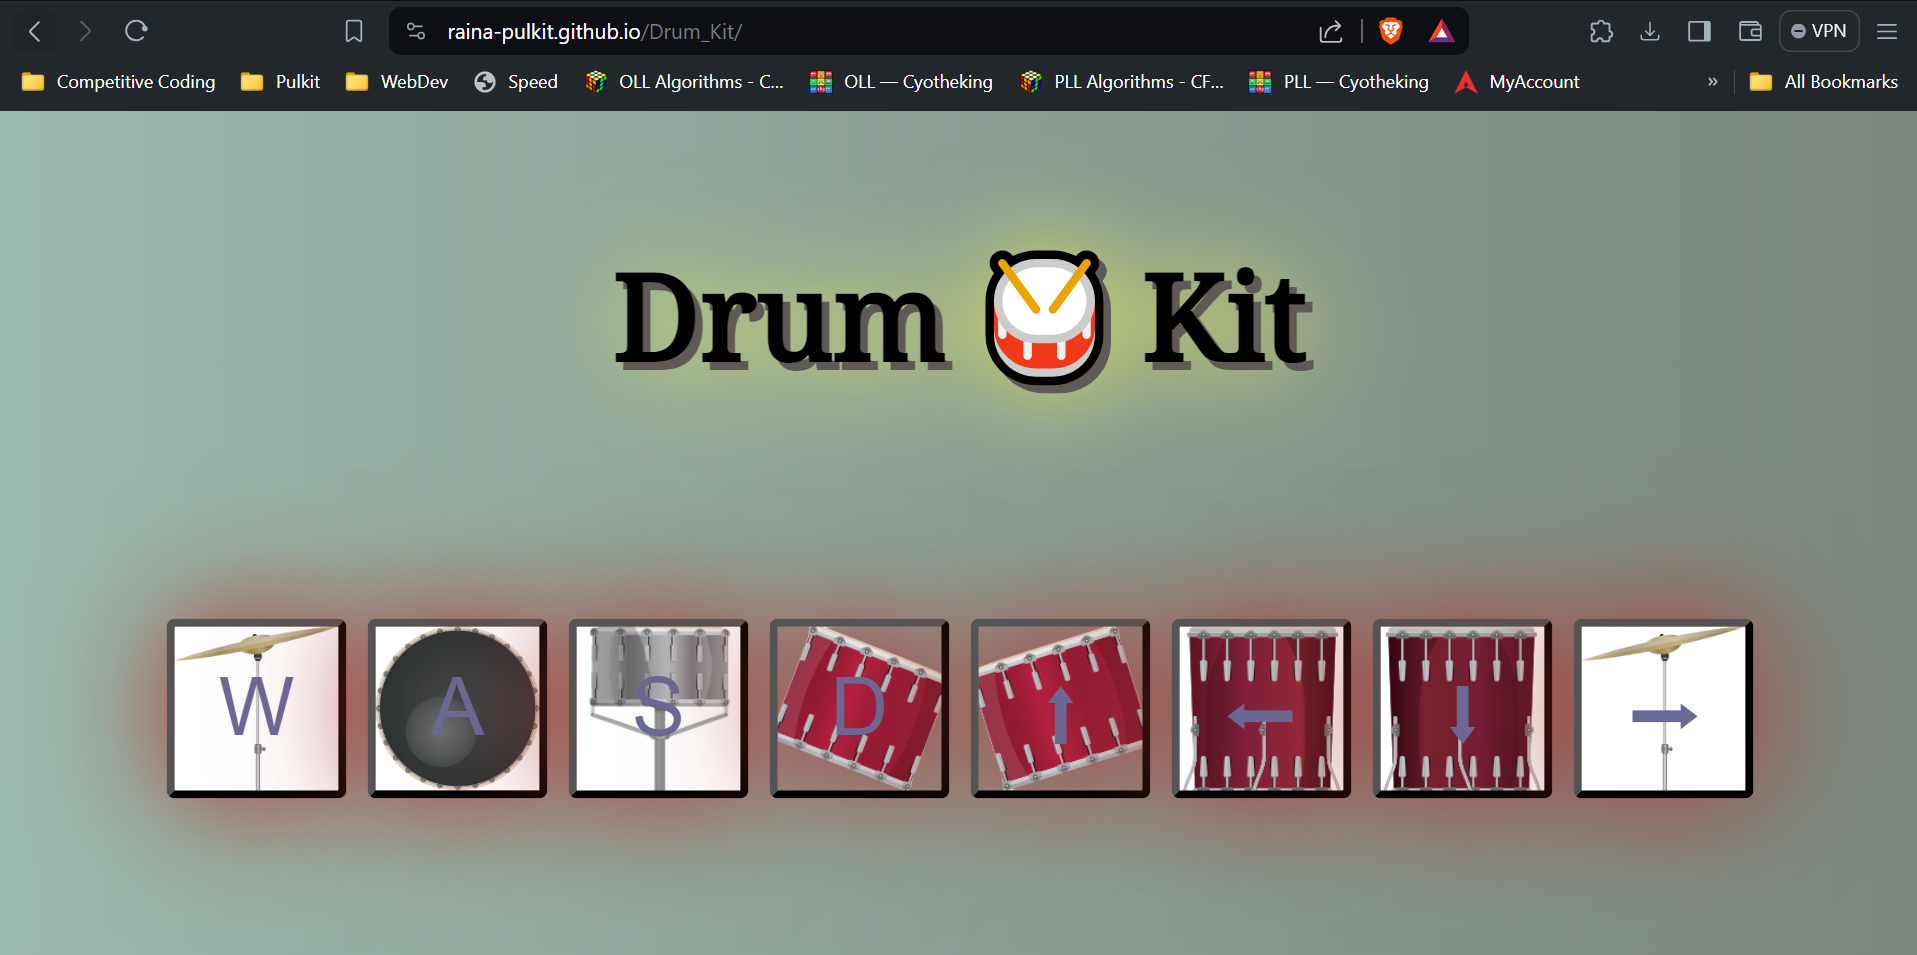 raina-pulkit.github.io/Drum_Kit/
VPN
Competitive Coding Pulkit WebDev Speed OLL Algorithms - C... OLL — Cyotheking PLL Algorithms - CF... PLL — Cyotheking MyAccount » All Bookmarks
Drum 🥁 Kit
W A S D ↑ ← ↓ →